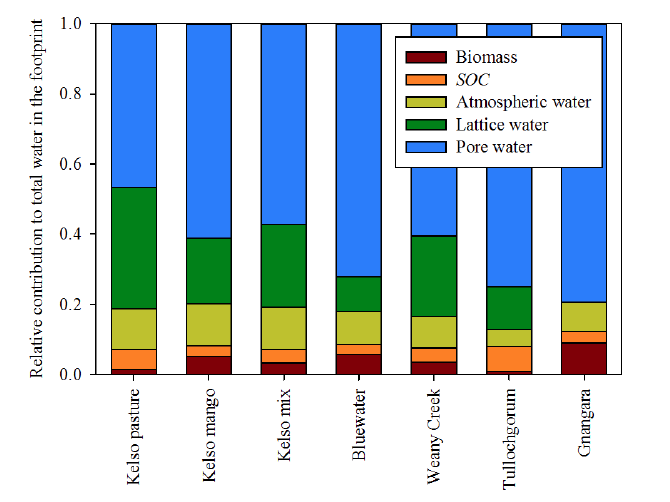 Relative contribution to total water in the footprint
1.0
0.8
0.6
0.4
0.2
0.0
Biomass
SOC
Atmospheric water
Lattice water
Pore water
Kelso pasture
Kelso mango
Kelso mix
Bluewater
Weany Creek
Tullochgorum
Gnangara